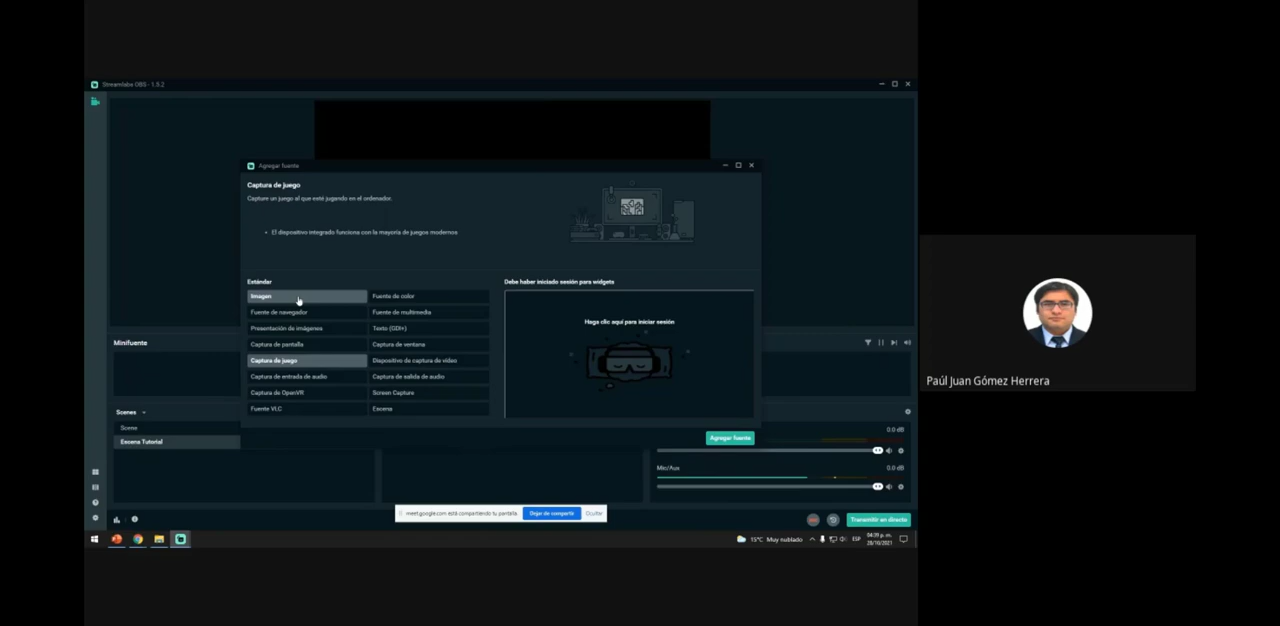 Streamlabs OBS - 1.5.2
Agregar fuente
Captura de juego
Capture un juego al que esté jugando en el ordenador.
• El dispositivo integrado funciona con la mayoría de juegos modernos
Estándar
Debe haber iniciado sesión para widgets
Imagen
Fuente de color
Fuente de navegador
Fuente de multimedia
Presentación de imágenes
Texto (GDI+)
Captura de pantalla
Captura de ventana
Captura de juego
Dispositivo de captura de vídeo
Captura de entrada de audio
Captura de salida de audio
Captura de OpenVR
Screen Capture
Fuente VLC
Escena
Haga clic aquí para iniciar sesión
Agregar fuente
Minifuente
Scenes
Scene
Escena Tutorial
0.0 dB
Mic/Aux
0.0 dB
meet.google.com está compartiendo tu pantalla.
Dejar de compartir
Ocultar
Transmitir en directo
15°C Muy nublado
ESP
04:39 p. m.
28/10/2021
Paúl Juan Gómez Herrera